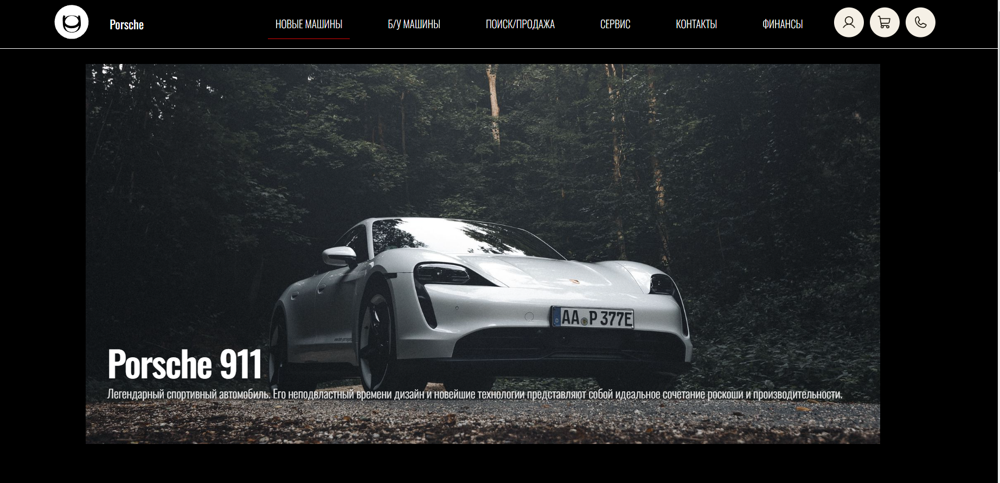 Porsche
НОВЫЕ МАШИНЫ
Б/У МАШИНЫ
ПОИСК/ПРОДАЖА
СЕРВИС
КОНТАКТЫ
ФИНАНСЫ
AA P 377E
D
Porsche 911
Легендарный спортивный автомобиль. Его неподвластный времени дизайн и новейшие технологии представляют собой идеальное сочетание роскоши и производительности.